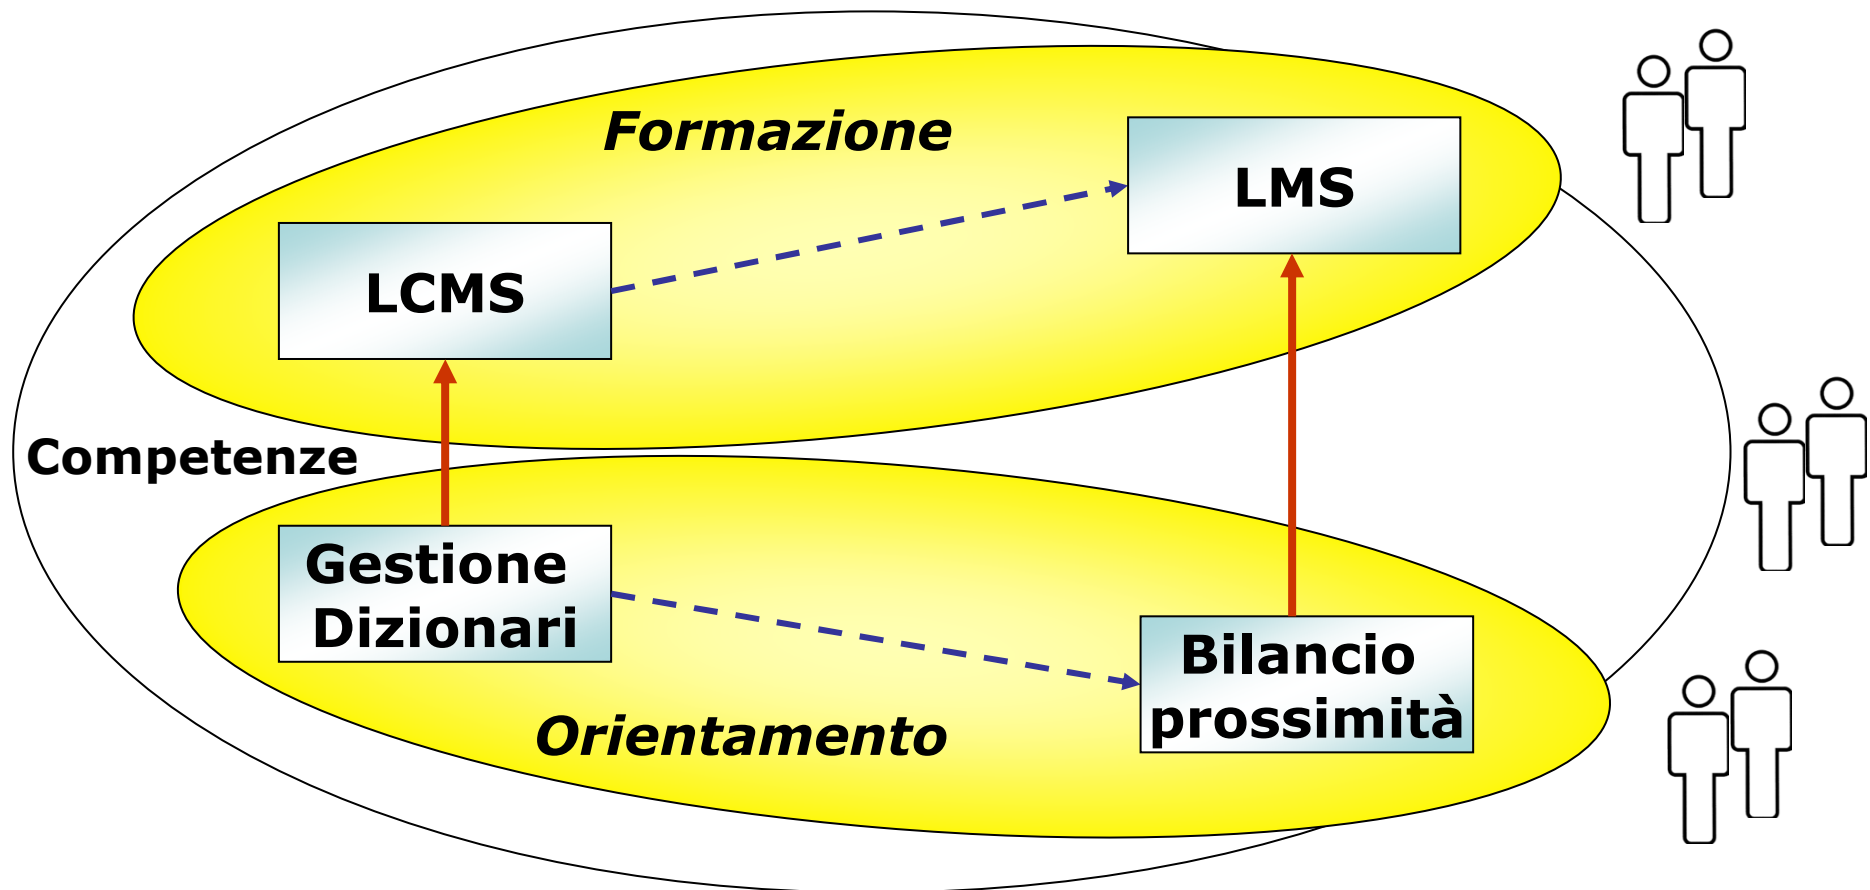 Formazione
LMS
LCMS
Competenze
Gestione
Dizionari
Bilancio
prossimità
Orientamento